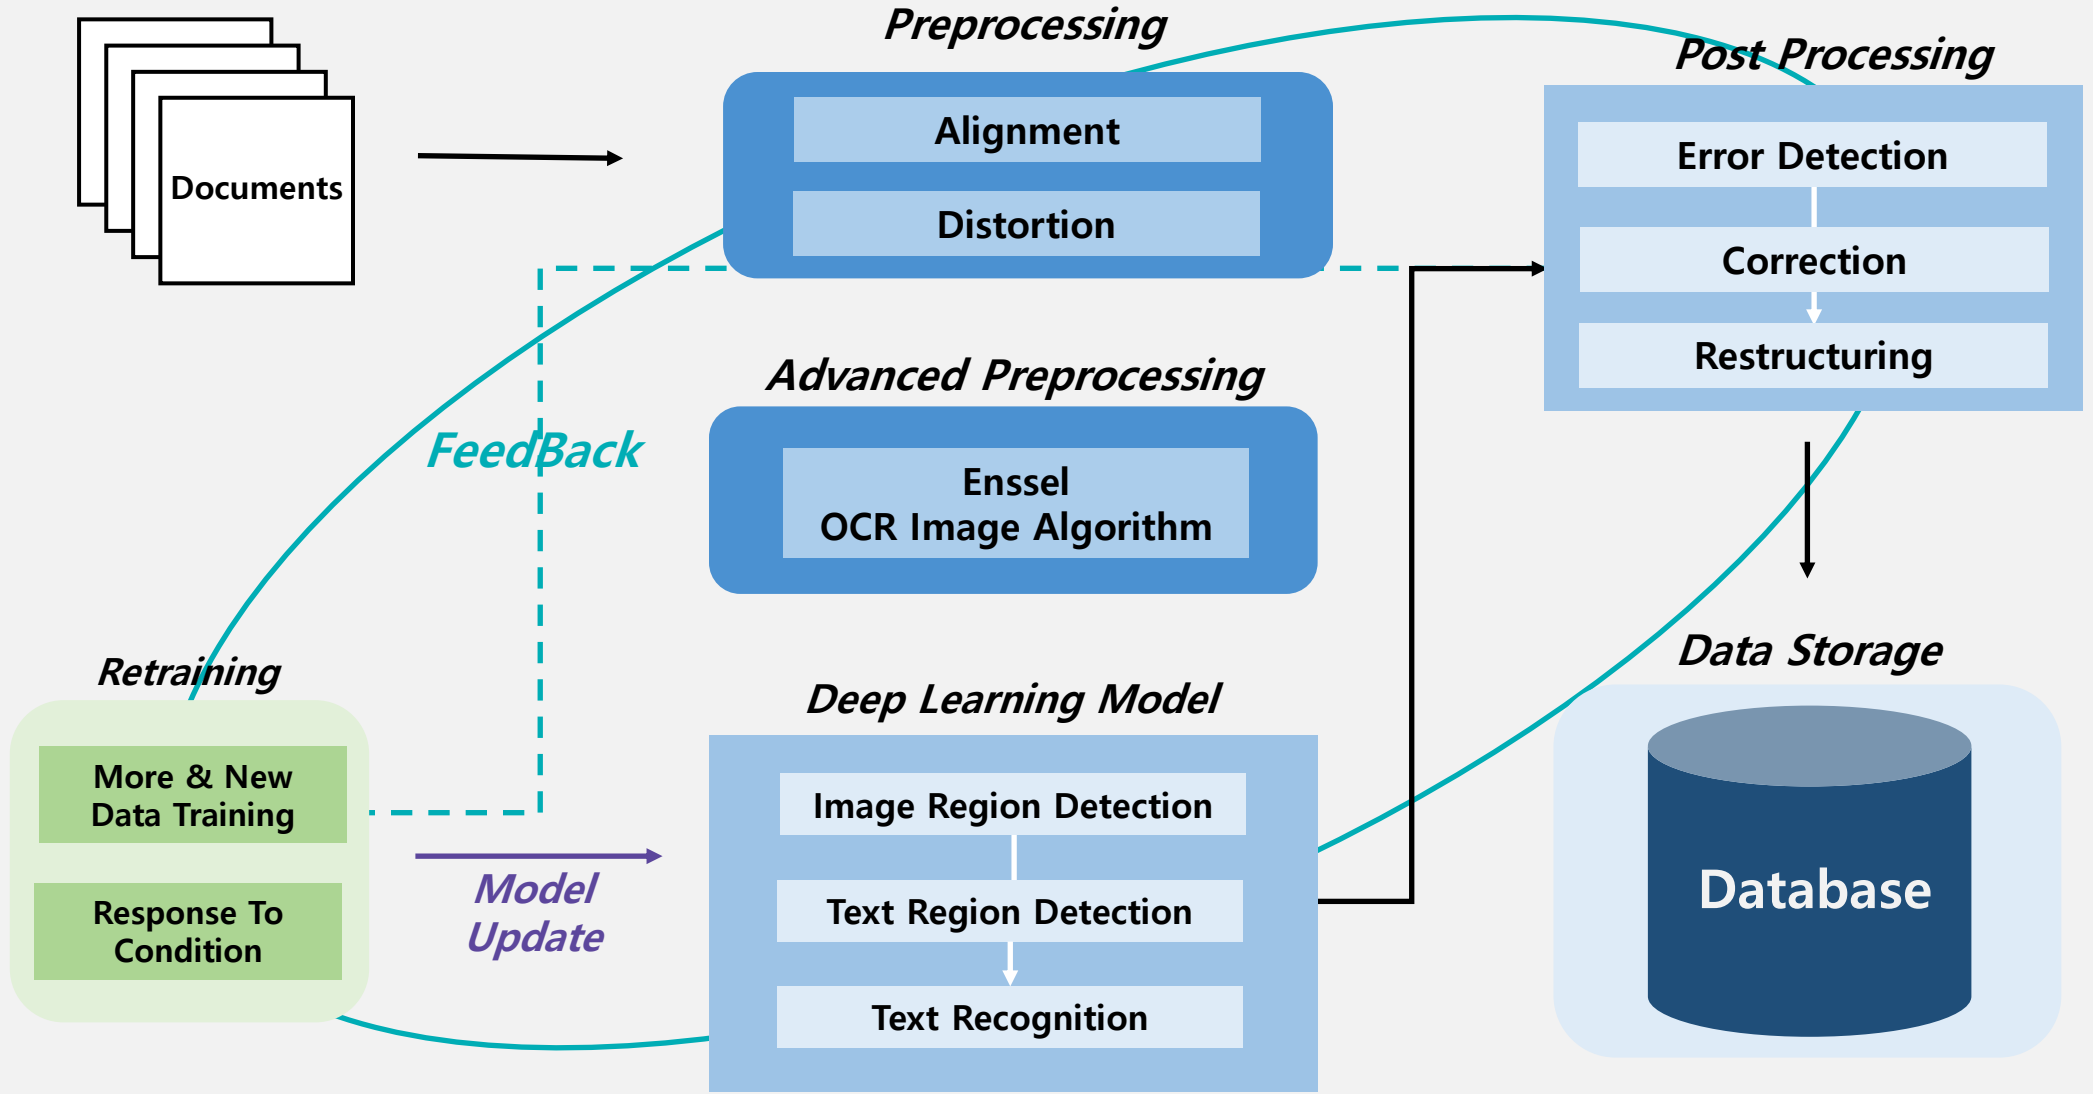 Documents
Preprocessing
Alignment
Distortion
Post Processing
Error Detection
Correction
Restructuring
Advanced Preprocessing
Enssel
OCR Image Algorithm
FeedBack
Retraining
More & New
Data Training
Response To
Condition
Model
Update
Deep Learning Model
Image Region Detection
Text Region Detection
Text Recognition
Data Storage
Database